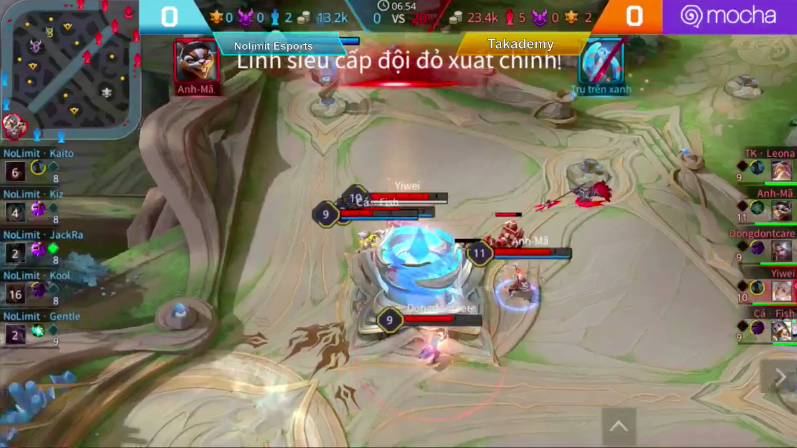 0
0
0
2
13.2k
0
VS
20
06:54
23.4k
5
0
2
0
mocha
Nolimit Esports
Takademy
Lính siêu cấp đội đỏ xuất chinh!
Anh-Mã
Trụ trên xanh
NoLimit · Kaito
6
8
NoLimit · Kiz
4
8
NoLimit · JackRa
2
8
NoLimit · Kool
16
8
NoLimit · Gentle
2
9
TK · Leona
9
Anh-Mã
11
Dongdontcare
9
Yiwei
10
Cá · Fish
9
Yiwei
10
Cá · Fish
9
Anh-Mã
11
9